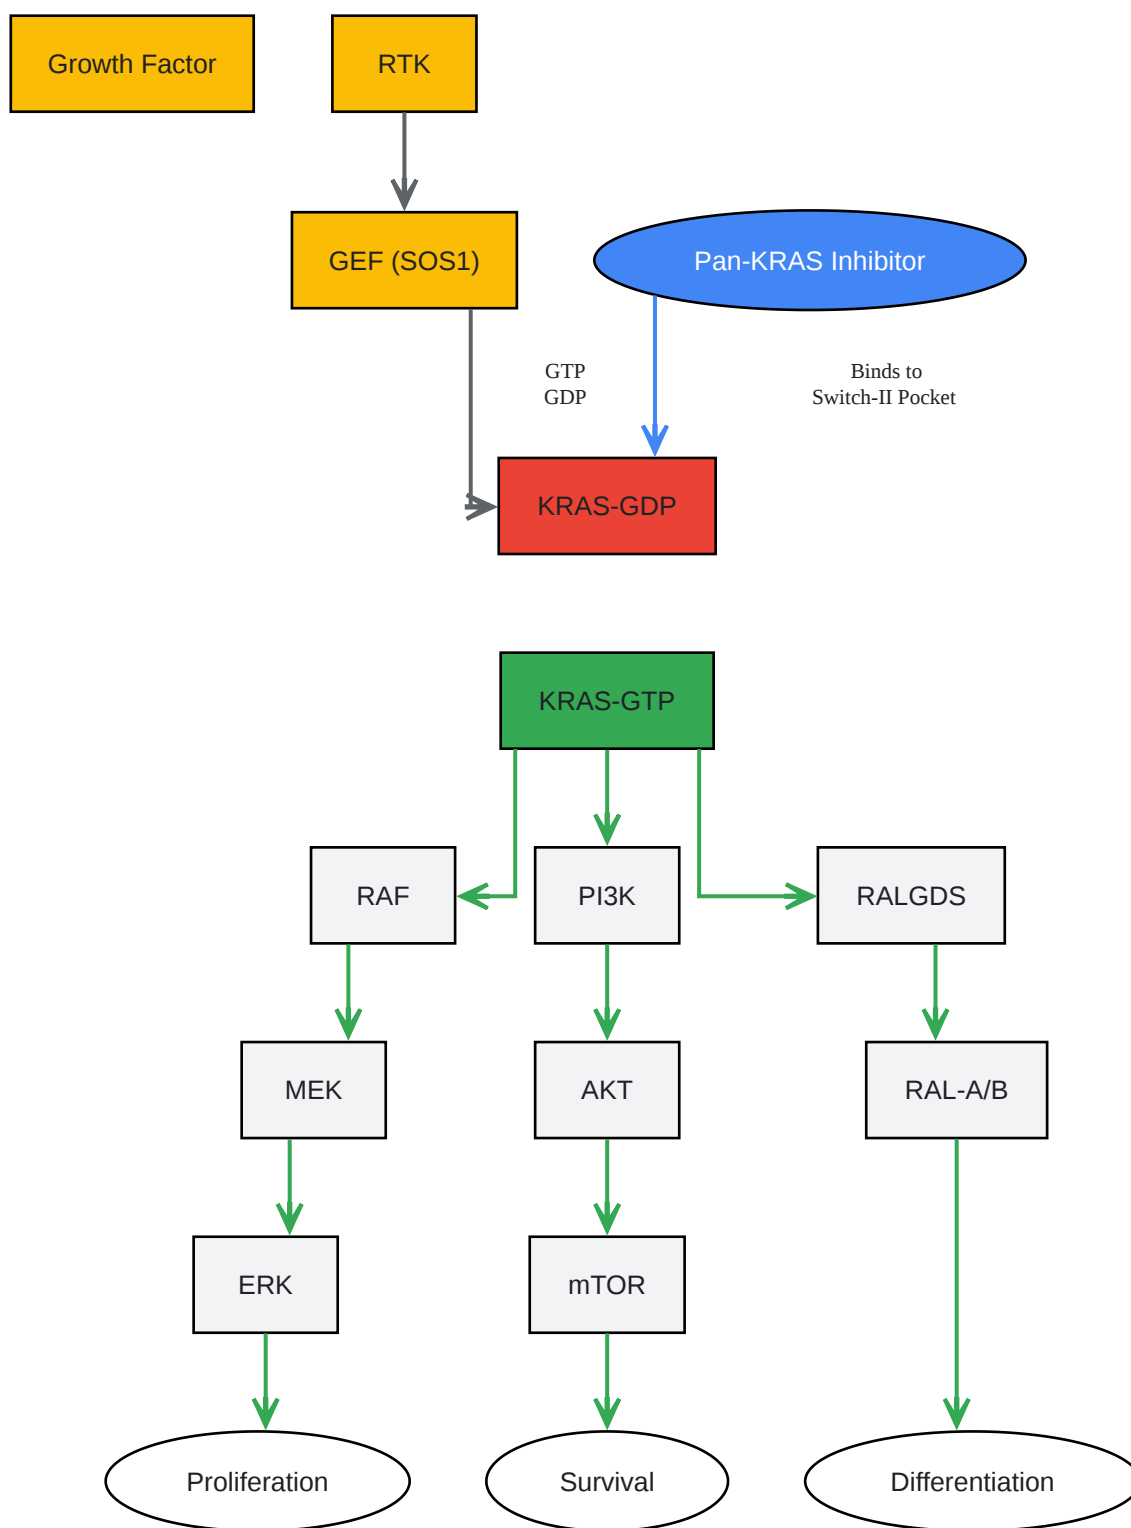 Growth Factor
RTK
GEF (SOS1)
Pan-KRAS Inhibitor
GTP
GDP
Binds to
Switch-II Pocket
KRAS-GDP
KRAS-GTP
RAF
PI3K
RALGDS
MEK
AKT
RAL-A/B
ERK
mTOR
Proliferation
Survival
Differentiation